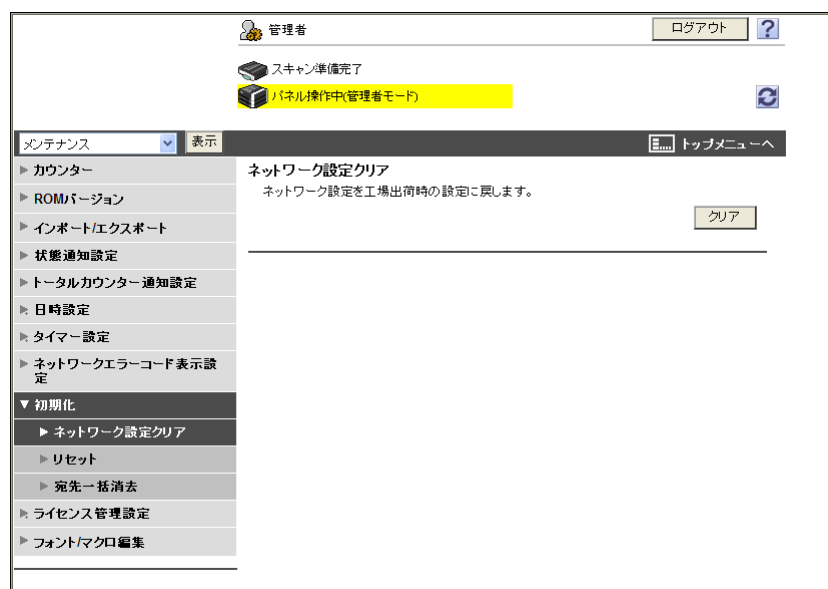 管理者
ログアウト
?
スキャン準備完了
パネル操作中(管理者モード)
メンテナンス
表示
トップメニューへ
カウンター
ROMバージョン
インポート/エクスポート
状態通知設定
トータルカウンター通知設定
日時設定
タイマー設定
ネットワークエラーコード表示設
定
初期化
ネットワーク設定クリア
リセット
宛先一括消去
ライセンス管理設定
フォント/マクロ編集
ネットワーク設定クリア
ネットワーク設定を工場出荷時の設定に戻します。
クリア